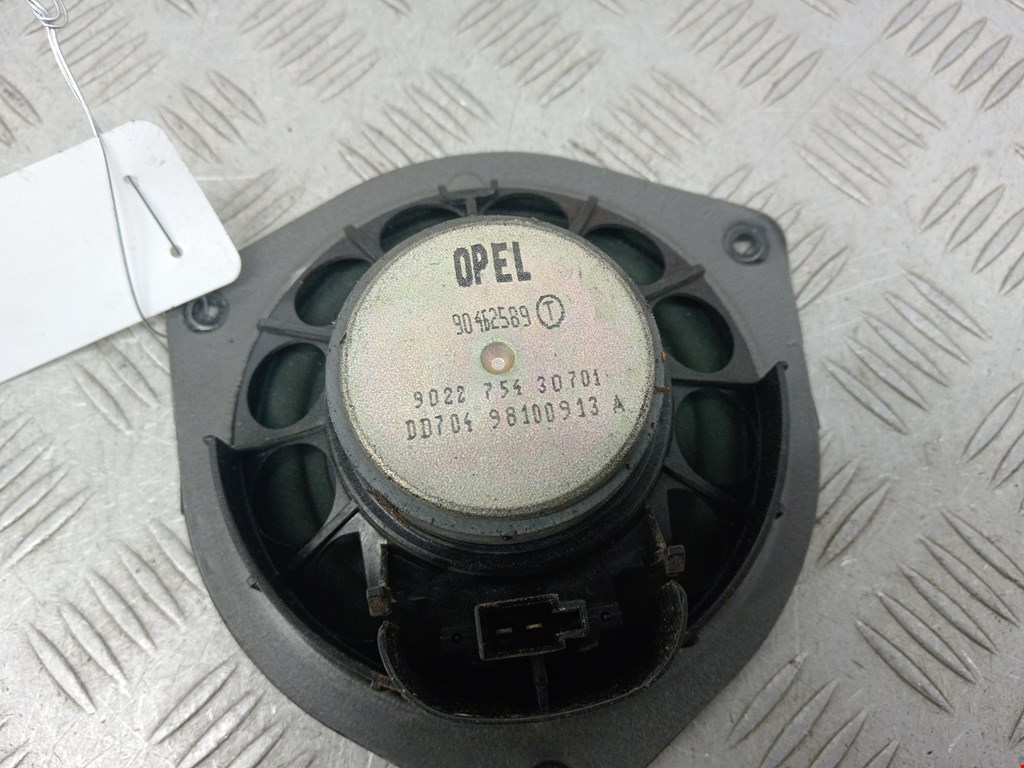 OPEL
90462589 T
9022 754 30701
DD704 98100913 A